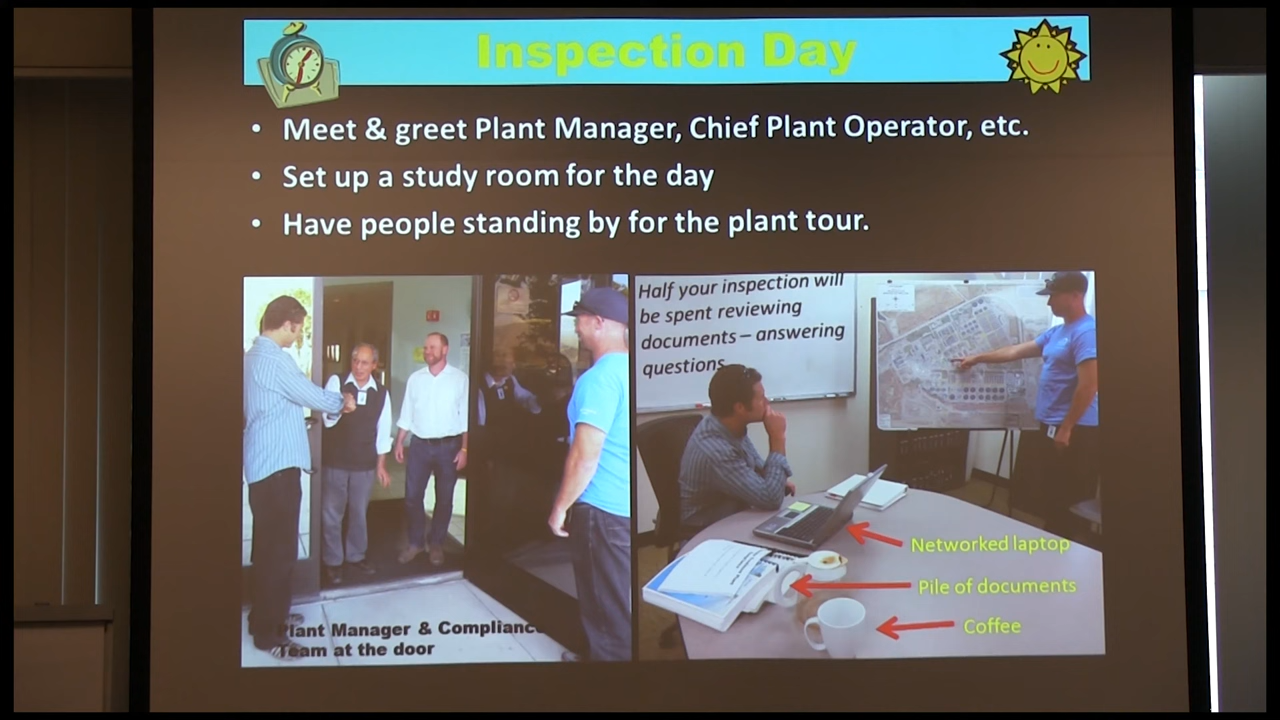 Inspection Day
• Meet & greet Plant Manager, Chief Plant Operator, etc.
• Set up a study room for the day
• Have people standing by for the plant tour.
Plant Manager & Compliance
Team at the door
Half your inspection will
be spent reviewing
documents – answering
questions
Networked laptop
Pile of documents
Coffee